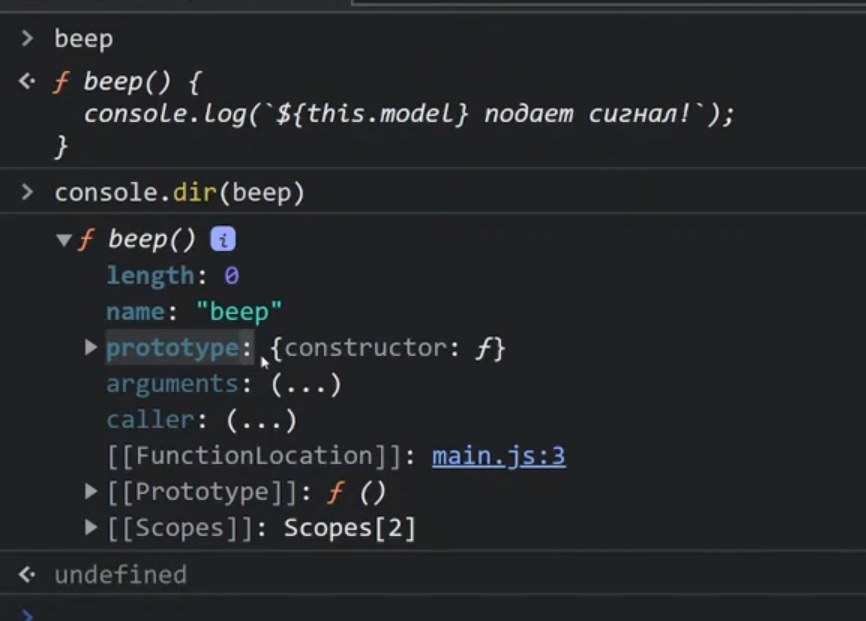 > beep
<· ƒ beep() {
console.log(`${this.model} подает сигнал!`);
}
> console.dir(beep)
▼ƒ beep() i
length: 0
name: "beep"
▶prototype: {constructor: ƒ}
arguments: (...)
caller: (...)
[[FunctionLocation]]: main.js:3
▶[[Prototype]]: ƒ ()
▶[[Scopes]]: Scopes[2]
<· undefined
>